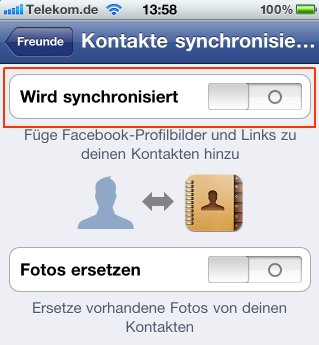 Telekom.de 13:58 100%
Freunde Kontakte synchronisie...
Wird synchronisiert
Füge Facebook-Profilbilder und Links zu
deinen Kontakten hinzu
Fotos ersetzen
Ersetze vorhandene Fotos von deinen
Kontakten